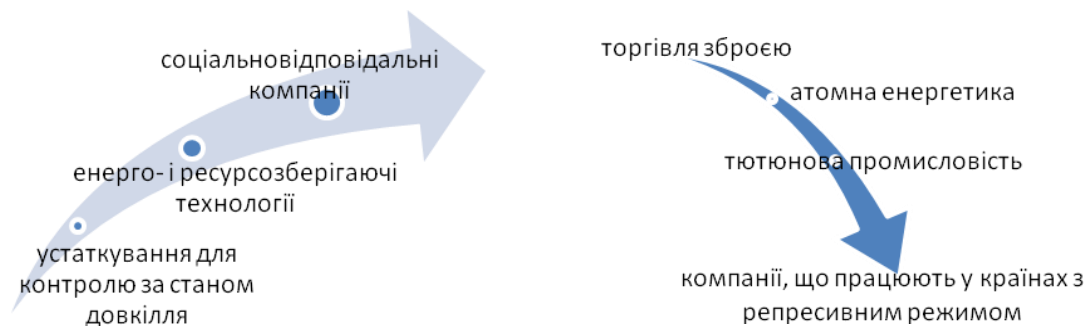 соціальновідповідальні
компанії
енерго- і ресурсозберігаючі
технології
устаткування для
контролю за станом
довкілля
торгівля зброєю
атомна енергетика
тютюнова промисловість
компанії, що працюють у країнах з
репресивним режимом